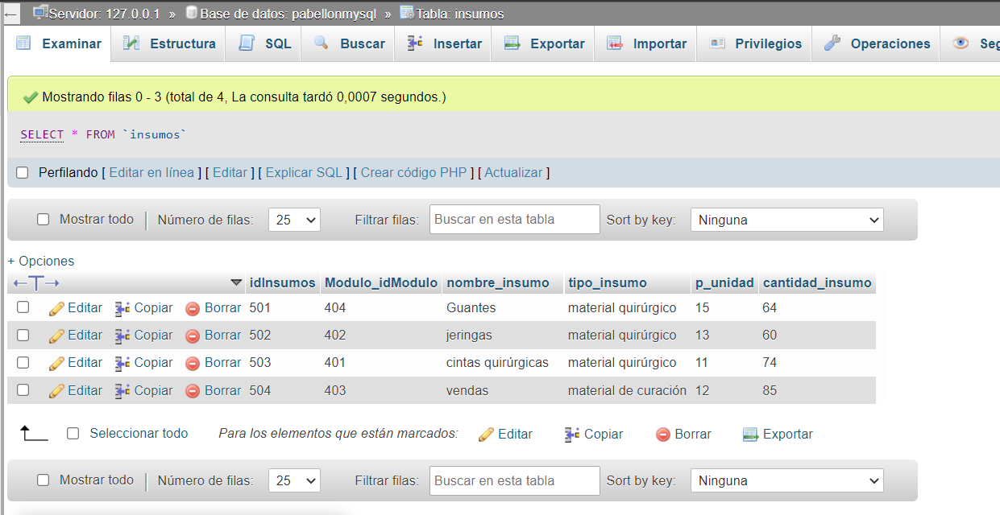 Servidor: 127.0.0.1 » Base de datos: pabellonmysql » Tabla: insumos
Examinar Estructura SQL Buscar Insertar Exportar Importar Privilegios Operaciones Seg
Mostrando filas 0 - 3 (total de 4, La consulta tardó 0,0007 segundos.)
SELECT * FROM `insumos`
Perfilando [ Editar en línea ] [ Editar ] [ Explicar SQL ] [ Crear código PHP ] [ Actualizar ]
Mostrar todo Número de filas: 25 Filtrar filas: Buscar en esta tabla Sort by key: Ninguna
+ Opciones
←T→ idInsumos Modulo_idModulo nombre_insumo tipo_insumo p_unidad cantidad_insumo
Editar Copiar Borrar 501 404 Guantes material quirúrgico 15 64
Editar Copiar Borrar 502 402 jeringas material quirúrgico 13 60
Editar Copiar Borrar 503 401 cintas quirúrgicas material quirúrgico 11 74
Editar Copiar Borrar 504 403 vendas material de curación 12 85
Seleccionar todo Para los elementos que están marcados: Editar Copiar Borrar Exportar
Mostrar todo Número de filas: 25 Filtrar filas: Buscar en esta tabla Sort by key: Ninguna